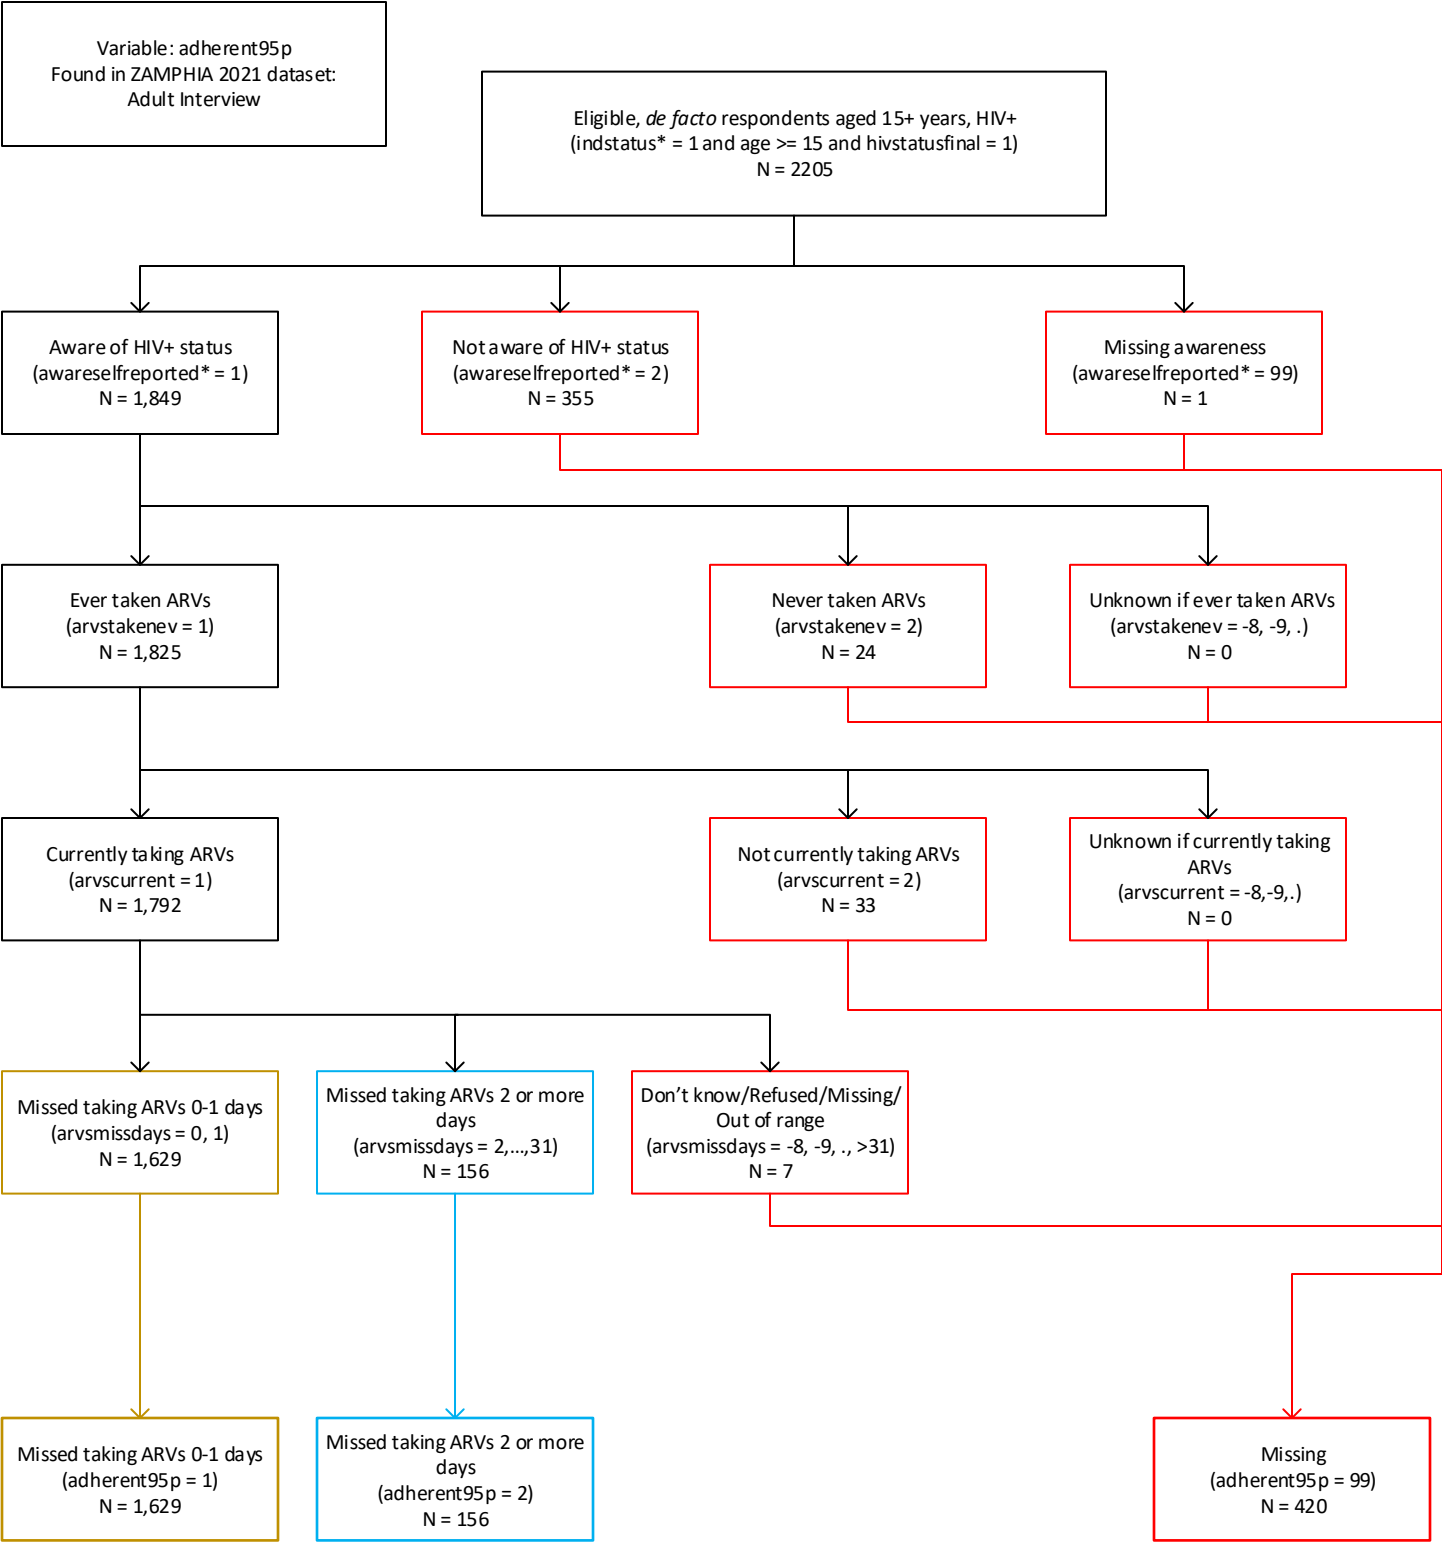 Variable: adherent95p
Found in ZAMPHIA 2021 dataset:
Adult Interview
Eligible, de facto respondents aged 15+ years, HIV+
(indstatus* = 1 and age >= 15 and hivstatusfinal = 1)
N = 2205
Aware of HIV+ status
(awareselfreported* = 1)
N = 1,849
Not aware of HIV+ status
(awareselfreported* = 2)
N = 355
Missing awareness
(awareselfreported* = 99)
N = 1
Ever taken ARVs
(arvstakenev = 1)
N = 1,825
Never taken ARVs
(arvstakenev = 2)
N = 24
Unknown if ever taken ARVs
(arvstakenev = -8, -9, .)
N = 0
Currently taking ARVs
(arvscurrent = 1)
N = 1,792
Not currently taking ARVs
(arvscurrent = 2)
N = 33
Unknown if currently taking
ARVs
(arvscurrent = -8,-9,.)
N = 0
Missed taking ARVs 0-1 days
(arvsmissdays = 0, 1)
N = 1,629
Missed taking ARVs 2 or more
days
(arvsmissdays = 2,…,31)
N = 156
Don’t know/Refused/Missing/
Out of range
(arvsmissdays = -8, -9, ., >31)
N = 7
Missed taking ARVs 0-1 days
(adherent95p = 1)
N = 1,629
Missed taking ARVs 2 or more
days
(adherent95p = 2)
N = 156
Missing
(adherent95p = 99)
N = 420